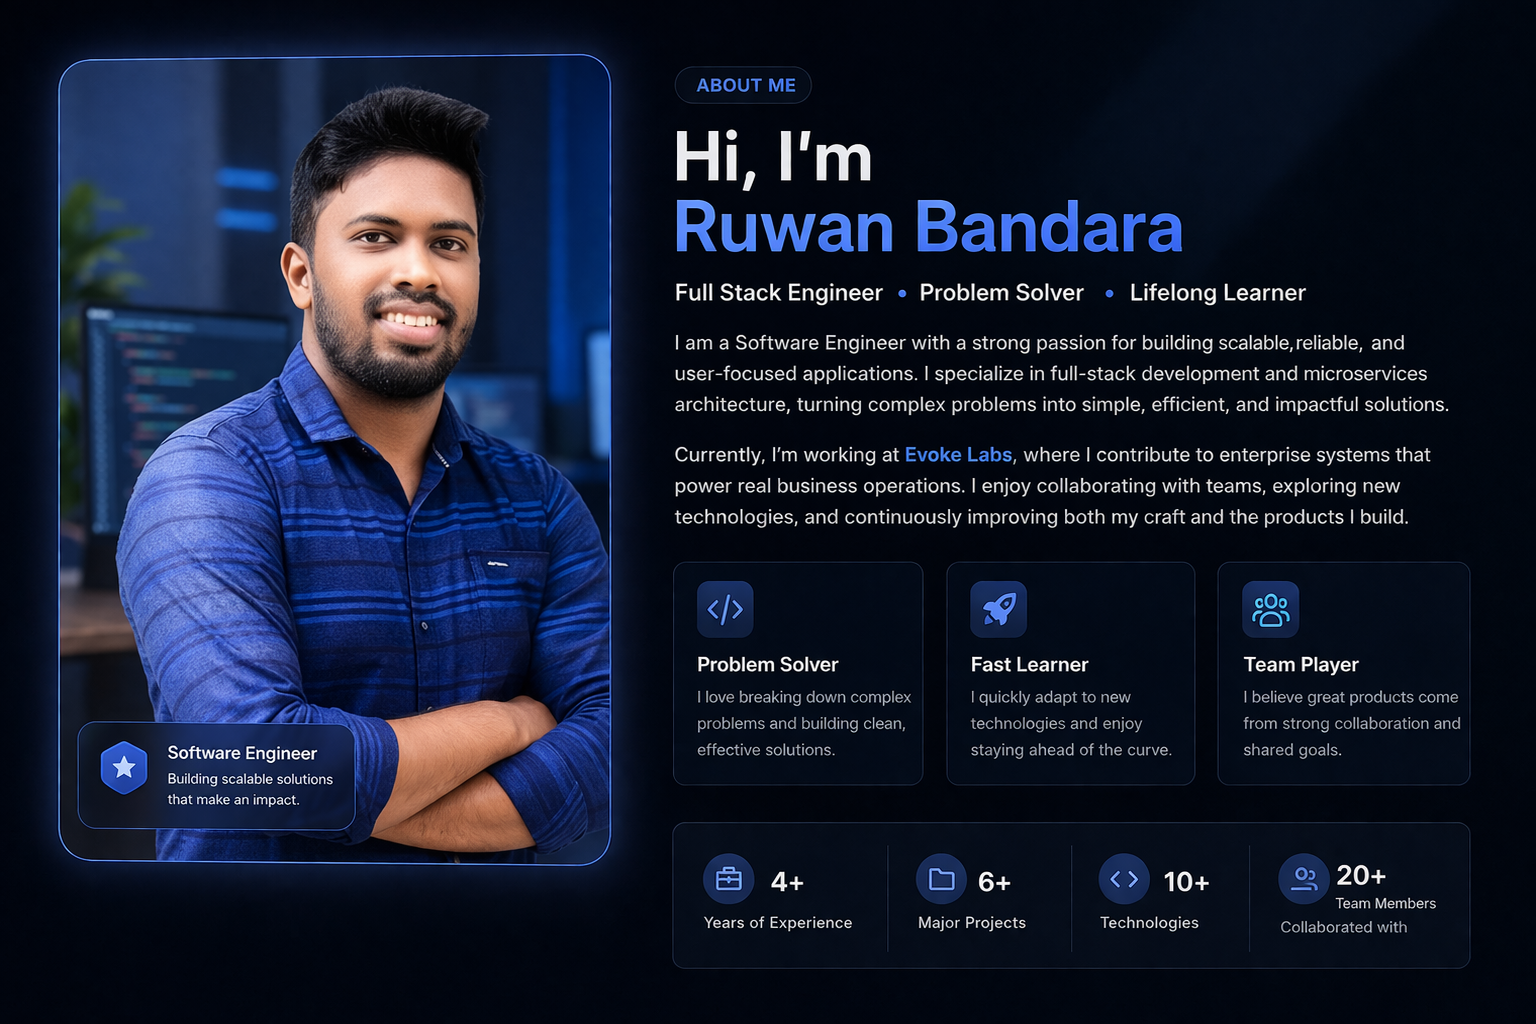 ABOUT ME
Hi, I'm
Ruwan Bandara
Full Stack Engineer • Problem Solver • Lifelong Learner
I am a Software Engineer with a strong passion for building scalable,reliable, and
user-focused applications. I specialize in full-stack development and microservices
architecture, turning complex problems into simple, efficient, and impactful solutions.
Currently, I'm working at Evoke Labs, where I contribute to enterprise systems that
power real business operations. I enjoy collaborating with teams, exploring new
technologies, and continuously improving both my craft and the products I build.
Problem Solver
I love breaking down complex
problems and building clean,
effective solutions.
Fast Learner
I quickly adapt to new
technologies and enjoy
staying ahead of the curve.
Team Player
I believe great products come
from strong collaboration and
shared goals.
Software Engineer
Building scalable solutions
that make an impact.
4+
Years of Experience
6+
Major Projects
10+
Technologies
20+
Team Members
Collaborated with